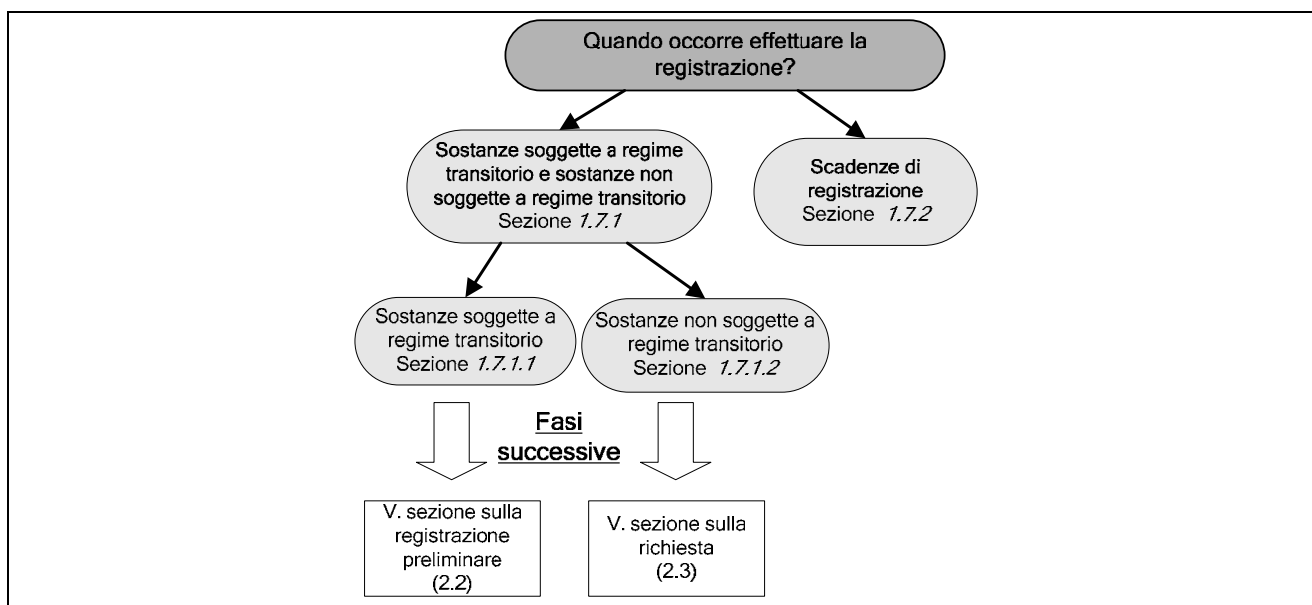 Quando occorre effettuare la
registrazione?
Sostanze soggette a regime
transitorio e sostanze non
soggette a regime transitorio
Sezione 1.7.1
Scadenze di
registrazione
Sezione 1.7.2
Sostanze soggette a
regime transitorio
Sezione 1.7.1.1
Sostanze non soggette a
regime transitorio
Sezione 1.7.1.2
Fasi
successive
V. sezione sulla
registrazione
preliminare
(2.2)
V. sezione sulla
richiesta
(2.3)